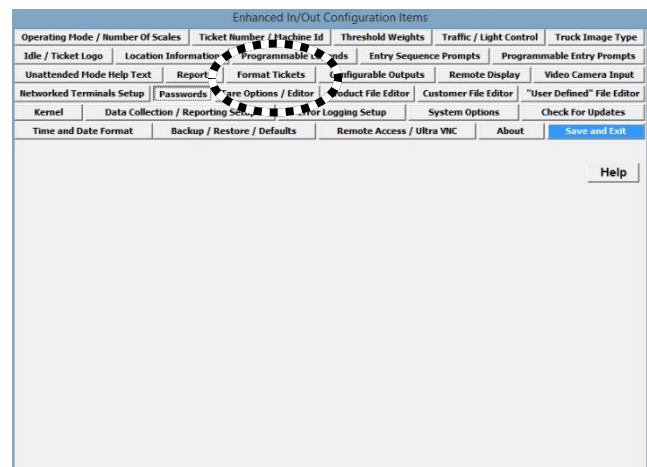 Enhanced In/Out Configuration Items
Operating Mode / Number Of Scales Ticket Number / Machine Id Threshold Weights Traffic / Light Control Truck Image Type
Idle / Ticket Logo Location Information Programmable Entry Sequence Prompts Programmable Entry Prompts
Unattended Mode Help Text Report Format Tickets Configurable Outputs Remote Display Video Camera Input
Networked Terminals Setup Passwords Tare Options / Editor Product File Editor Customer File Editor "User Defined" File Editor
Kernel Data Collection / Reporting Error Logging Setup System Options Check For Updates
Time and Date Format Backup / Restore / Defaults Remote Access / Ultra VNC About Save and Exit
Help